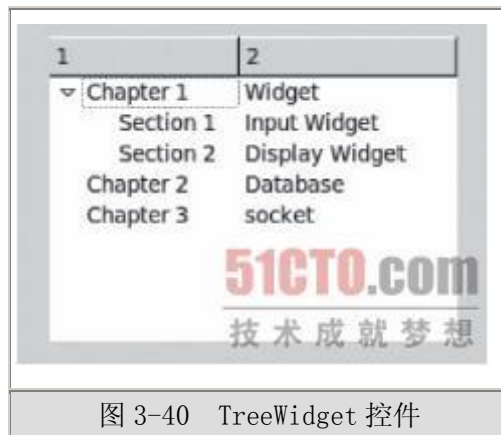 1 2
Chapter 1 Widget
Section 1 Input Widget
Section 2 Display Widget
Chapter 2 Database
Chapter 3 socket
51CTO.com
技术成就梦想
图 3-40 TreeWidget 控件